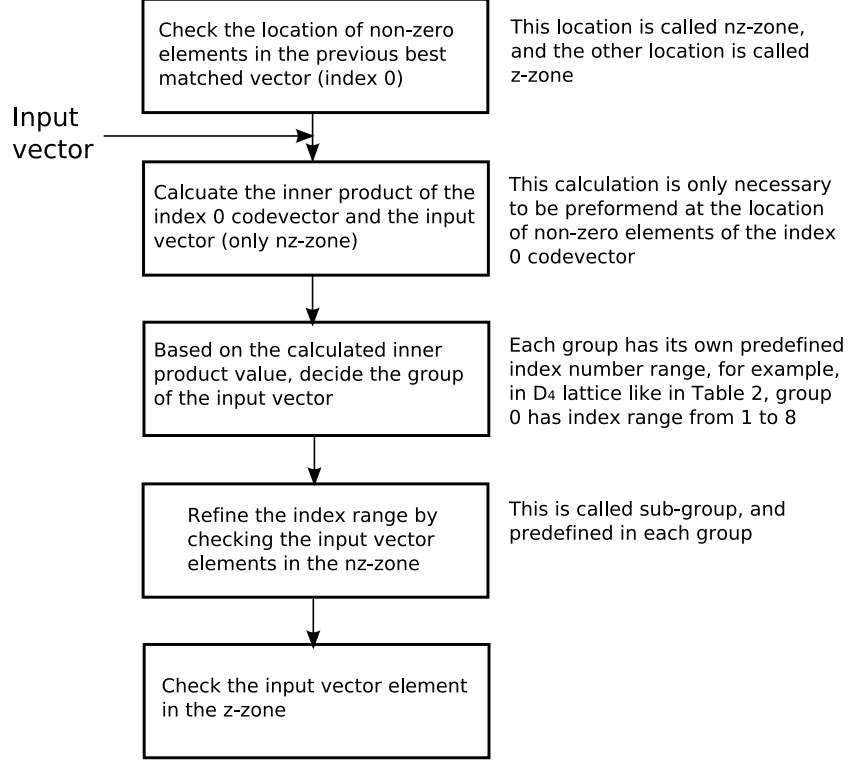 Check the location of non-zero
elements in the previous best
matched vector (index 0)
This location is called nz-zone,
and the other location is called
z-zone
Input
vector
Calcuate the inner product of the
index 0 codevector and the input
vector (only nz-zone)
This calculation is only necessary
to be preformend at the location
of non-zero elements of the index
0 codevector
Based on the calculated inner
product value, decide the group
of the input vector
Each group has its own predefined
index number range, for example,
in D₄ lattice like in Table 2, group
0 has index range from 1 to 8
Refine the index range by
checking the input vector
elements in the nz-zone
This is called sub-group, and
predefined in each group
Check the input vector element
in the z-zone